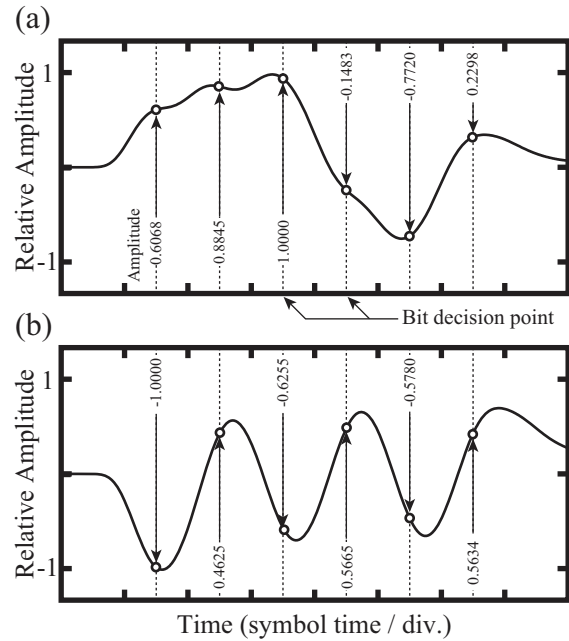 (a)
Relative Amplitude
1
R-1
Amplitude
-0.6068
-0.8845
-1.0000
-0.1483
-0.7720
0.2298
Bit decision point
(b)
Relative Amplitude
1
R-1
-1.0000
0.4625
-0.6255
0.5665
-0.5780
0.5634
Time (symbol time / div.)